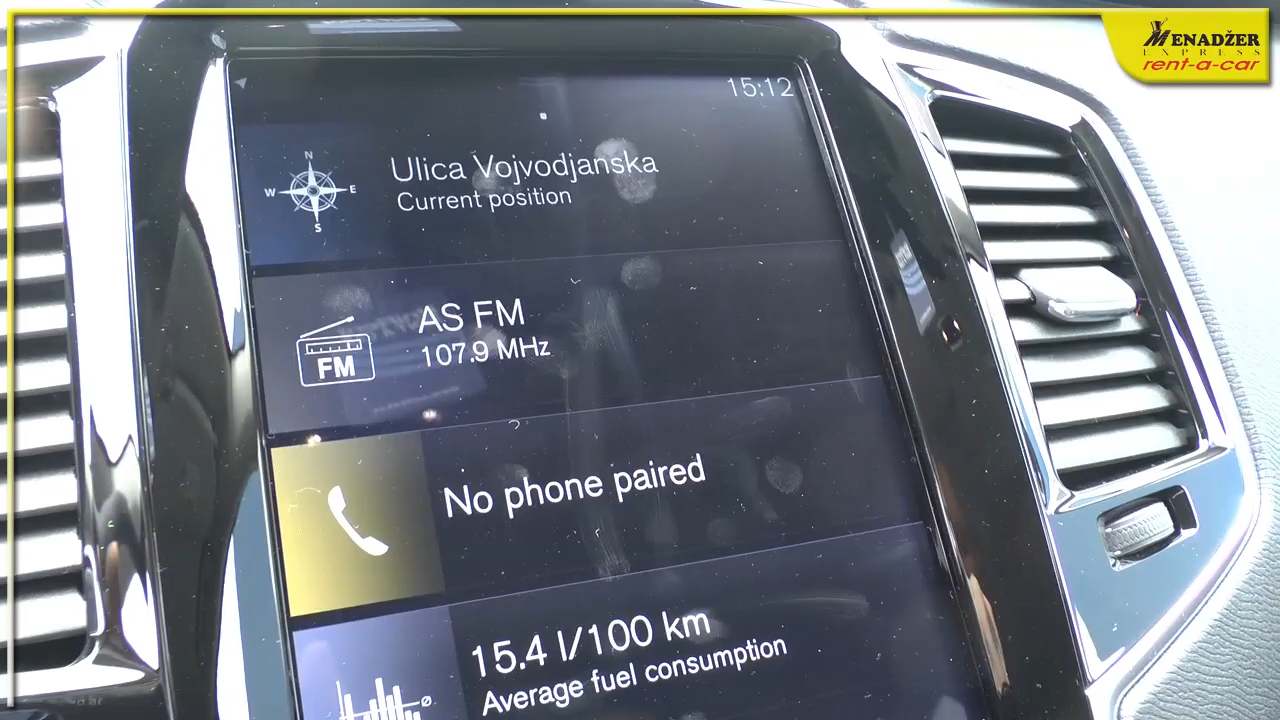 MENADŽER
EXPRESS
rent-a-car
15:12
N
W E
S
Ulica Vojvodjanska
Current position
FM
AS FM
107.9 MHz
No phone paired
15.4 l/100 km
Average fuel consumption
ø